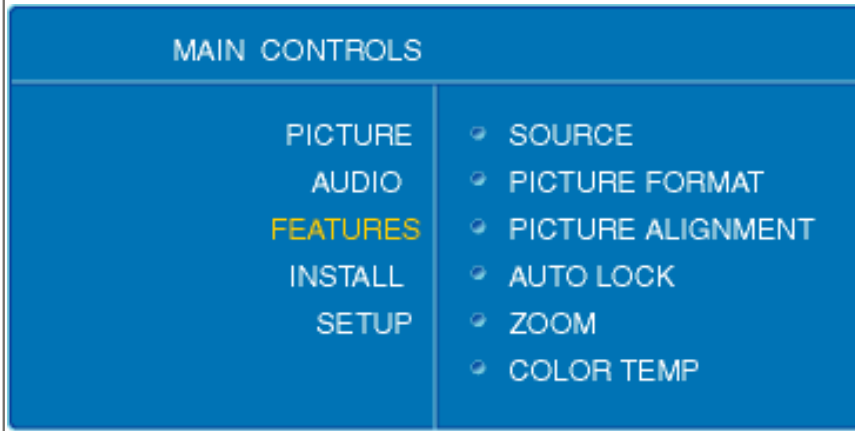 MAIN CONTROLS
PICTURE
AUDIO
FEATURES
INSTALL
SETUP
SOURCE
PICTURE FORMAT
PICTURE ALIGNMENT
AUTO LOCK
ZOOM
COLOR TEMP